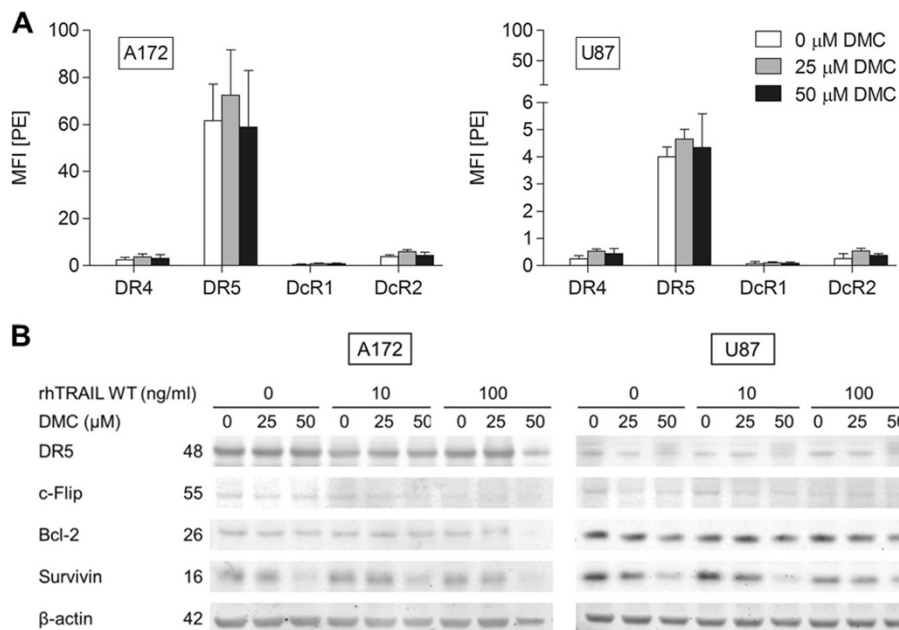 A
A172
U87
0 μM DMC
25 μM DMC
50 μM DMC
MFI [PE]
100
80
60
40
20
0
DR4 DR5 DcR1 DcR2
MFI [PE]
100
50
6
5
4
3
2
1
0
DR4 DR5 DcR1 DcR2
B
A172 U87
rhTRAIL WT (ng/ml) 0 10 100 0 10 100
DMC (μM) 0 25 50 0 25 50 0 25 50 0 25 50 0 25 50 0 25
DR5 48
c-Flip 55
Bcl-2 26
Survivin 16
β-actin 42